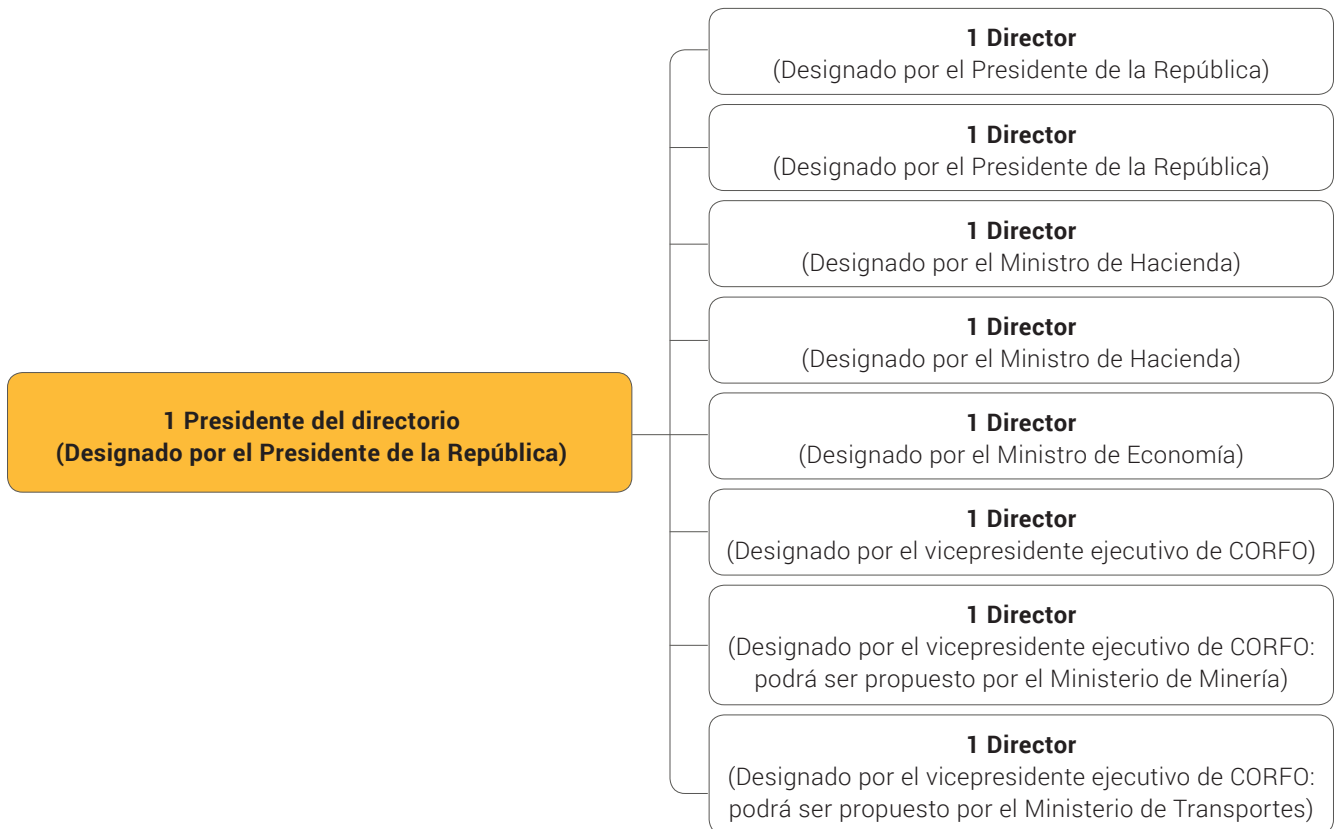 1 Director
(Designado por el Presidente de la República)
1 Director
(Designado por el Presidente de la República)
1 Director
(Designado por el Ministro de Hacienda)
1 Director
(Designado por el Ministro de Hacienda)
1 Presidente del directorio
(Designado por el Presidente de la República)
1 Director
(Designado por el Ministro de Economía)
1 Director
(Designado por el vicepresidente ejecutivo de CORFO)
1 Director
(Designado por el vicepresidente ejecutivo de CORFO:
podrá ser propuesto por el Ministerio de Minería)
1 Director
(Designado por el vicepresidente ejecutivo de CORFO:
podrá ser propuesto por el Ministerio de Transportes)